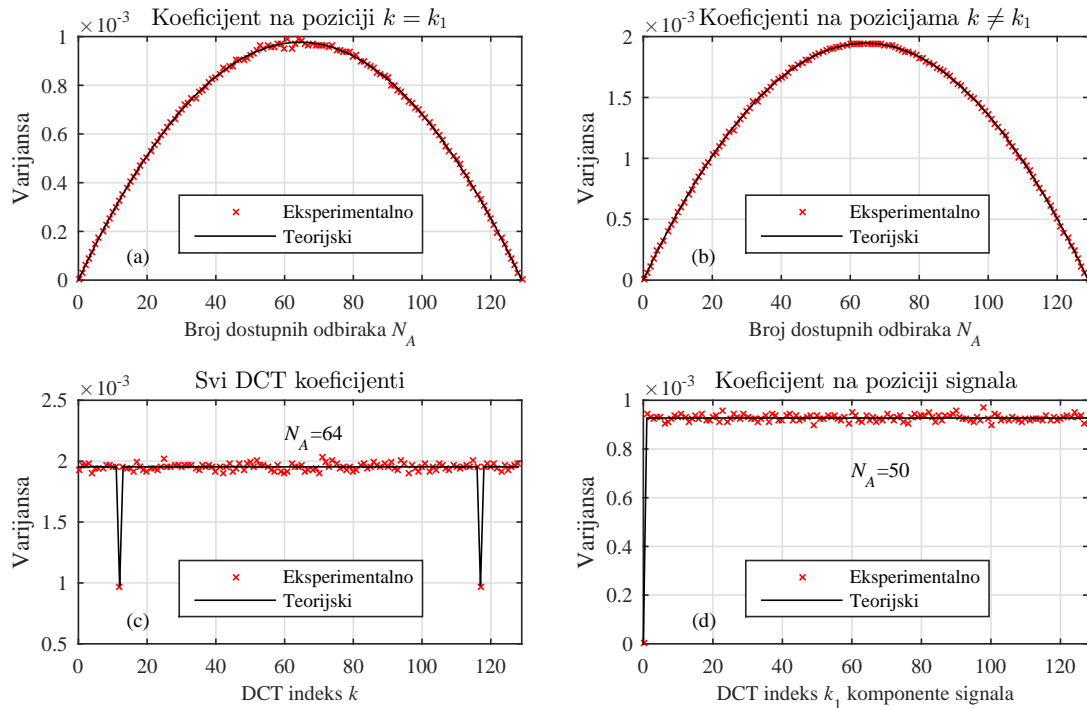 Koeficijent na poziciji k = k₁
× 10⁻³
1
0.8
0.6
0.4
0.2
0
Varijansa
× Eksperimentalno
Teorijski
(a)
0 20 40 60 80 100 120
Broj dostupnih odbiraka N_A
Koeficjenti na pozicijama k ≠ k₁
× 10⁻³
2
1.5
1
0.5
0
Varijansa
× Eksperimentalno
Teorijski
(b)
0 20 40 60 80 100 120
Broj dostupnih odbiraka N_A
Svi DCT koeficijenti
× 10⁻³
2.5
2
1.5
1
0.5
Varijansa
N_A=64
× Eksperimentalno
Teorijski
(c)
0 20 40 60 80 100 120
DCT indeks k
Koeficijent na poziciji signala
× 10⁻³
1
0.8
0.6
0.4
0.2
0
Varijansa
N_A=50
× Eksperimentalno
Teorijski
(d)
0 20 40 60 80 100 120
DCT indeks k₁ komponente signala